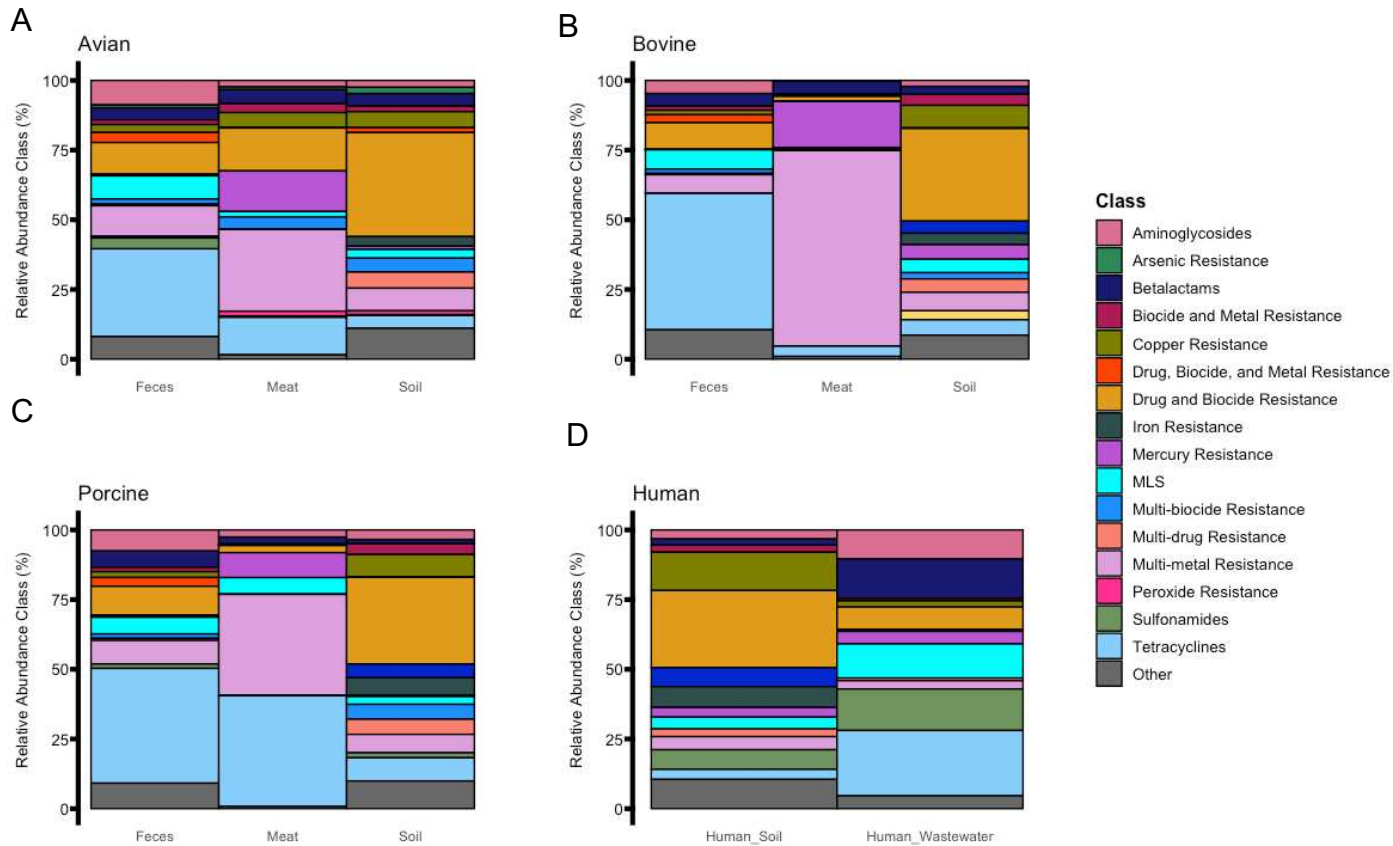 A
Avian
Relative Abundance Class (%)
100
75
50
25
0
Feces
Meat
Soil
B
Bovine
Relative Abundance Class (%)
100
75
50
25
0
Feces
Meat
Soil
C
Porcine
Relative Abundance Class (%)
100
75
50
25
0
Feces
Meat
Soil
D
Human
Relative Abundance Class (%)
100
75
50
25
0
Human_Soil
Human_Wastewater
Class
Aminoglycosides
Arsenic Resistance
Betalactams
Biocide and Metal Resistance
Copper Resistance
Drug, Biocide, and Metal Resistance
Drug and Biocide Resistance
Iron Resistance
Mercury Resistance
MLS
Multi-biocide Resistance
Multi-drug Resistance
Multi-metal Resistance
Peroxide Resistance
Sulfonamides
Tetracyclines
Other